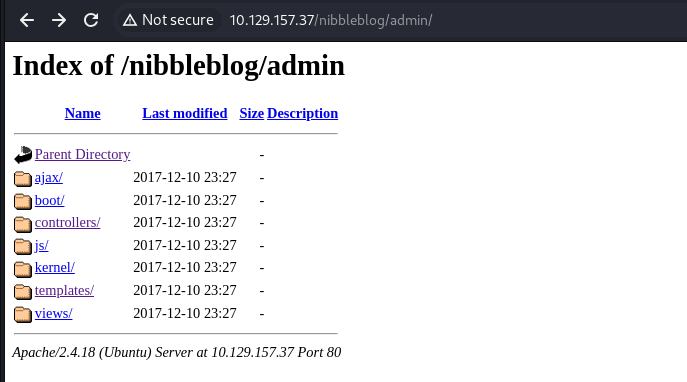 Not secure 10.129.157.37/nibbleblog/admin/
Index of /nibbleblog/admin
Name Last modified Size Description
Parent Directory -
ajax/ 2017-12-10 23:27 -
boot/ 2017-12-10 23:27 -
controllers/ 2017-12-10 23:27 -
js/ 2017-12-10 23:27 -
kernel/ 2017-12-10 23:27 -
templates/ 2017-12-10 23:27 -
views/ 2017-12-10 23:27 -
Apache/2.4.18 (Ubuntu) Server at 10.129.157.37 Port 80